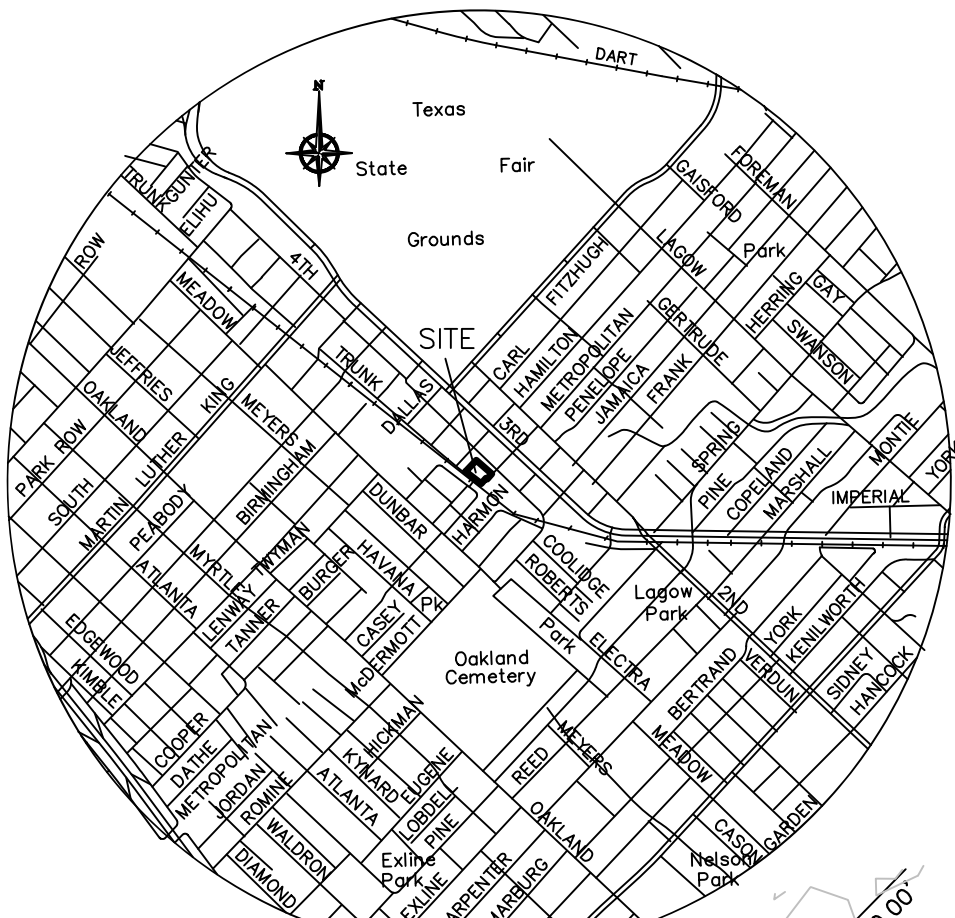 DART
N
Texas
State
Fair
Grounds
GUNTER
TRUNK
ELIHU
FOREMAN
GAISFORD
ROW
4TH
LAGOW
Park
FITZHUGH
MEADOW
HERRING
GAY
GERTRUDE
SWANSON
SITE
CARL
HAMILTON
METROPOLITAN
PENELOPE
JAMAICA
FRANK
TRUNK
JEFFRIES
KING
OAKLAND
MEYERS
DALLAS
3RD
PARK ROW
LUTHER
BIRMINGHAM
SPRING
MONTIE
YORK
SOUTH
MARTIN
PEABODY
DUNBAR
HARMON
PINE
COPELAND
MARSHALL
IMPERIAL
MYRTLE
TWYMAN
ATLANTA
LENWAY
BURGER
HAVANA
PK
COOLIDGE
ROBERTS
Lagow
Park
2ND
TANNER
CASEY
YORK
KENILWORTH
EDGEWOOD
McDERMOTT
Park
ELECTRA
Oakland
Cemetery
BERTRAND
VERDUN
SIDNEY
HANCOCK
KIMBLE
COOPER
DATHE
HICKMAN
MEYERS
MEADOW
METROPOLITIAN
KYNARD
EUGENE
REED
JORDAN
ROMINE
ATLANTA
LOBDEL
PINE
OAKLAND
CASON
GARDEN
WALDRON
DIAMOND
Exline
Park
EXLINE
MARBURG
Nelson
Park